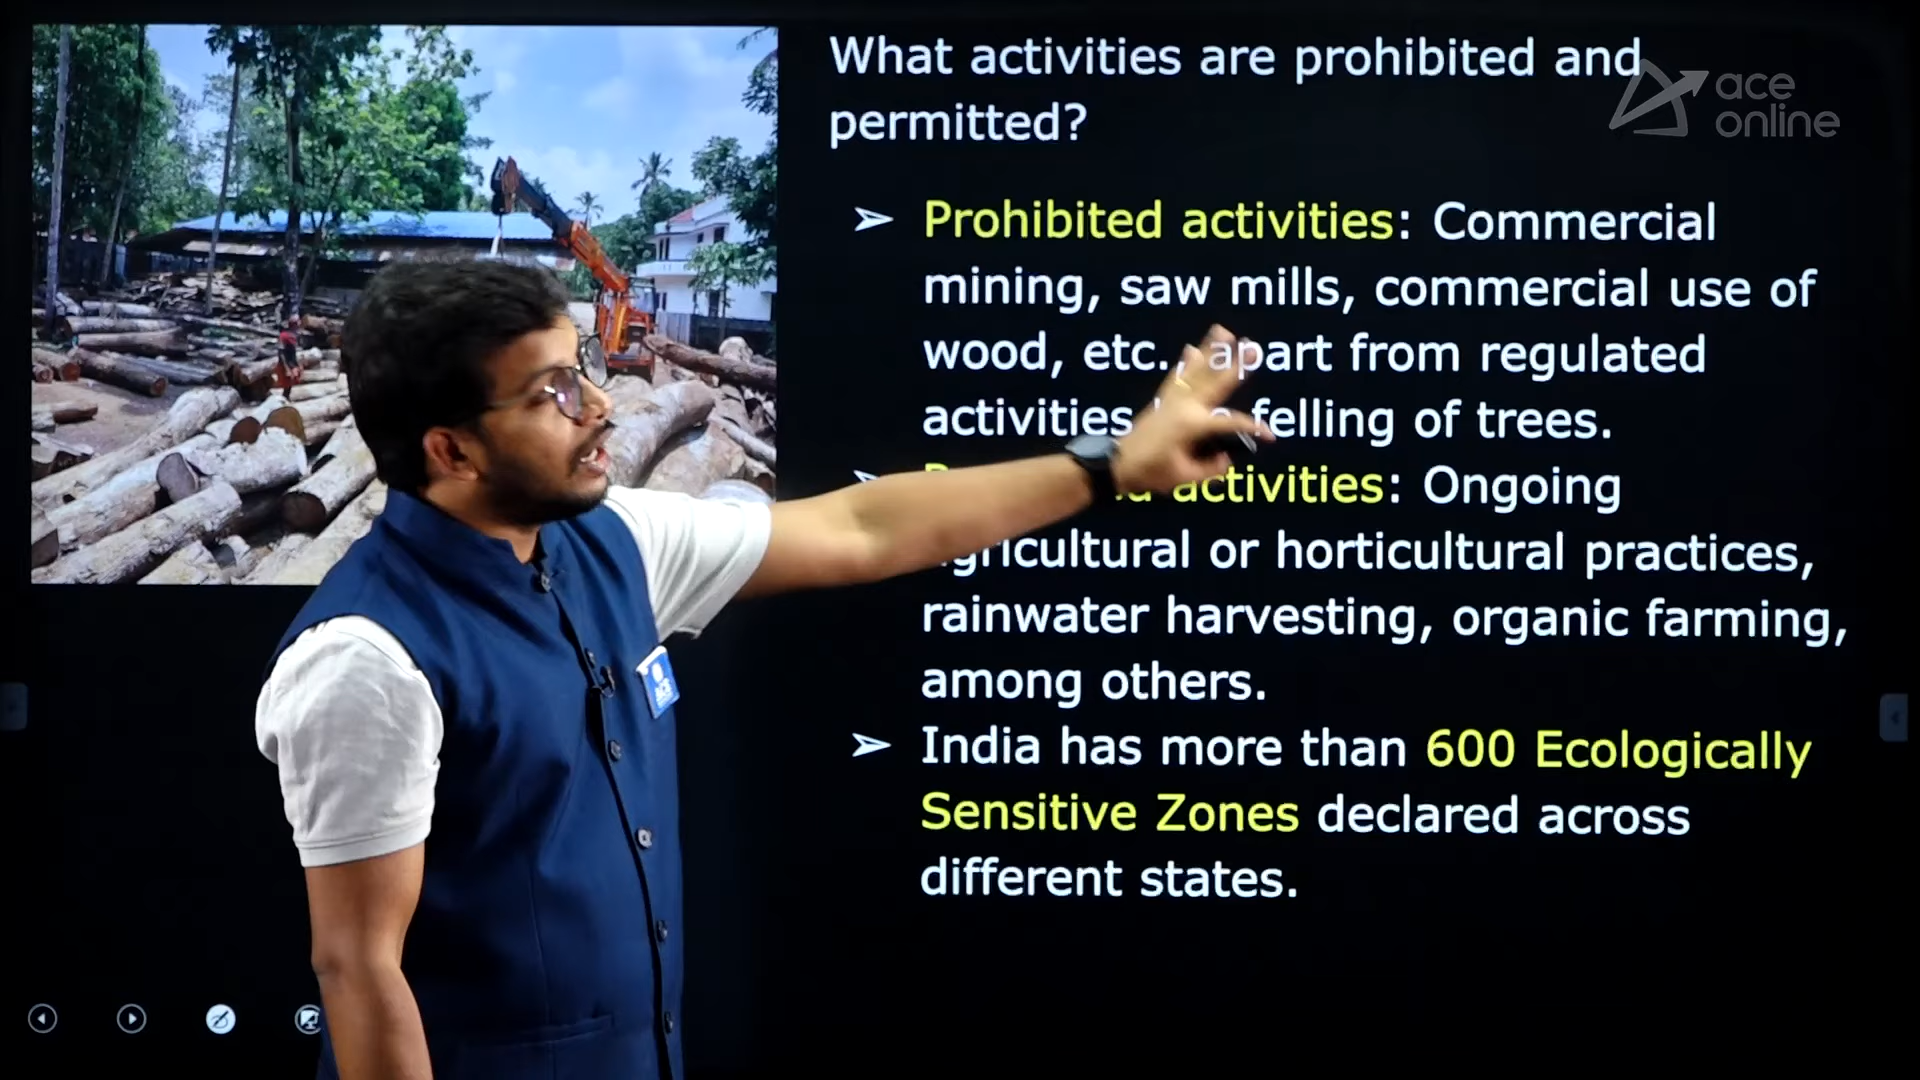 What activities are prohibited and
permitted?
ace
online
➢ Prohibited activities: Commercial
mining, saw mills, commercial use of
wood, etc., apart from regulated
activities felling of trees.
activities: Ongoing
agricultural or horticultural practices,
rainwater harvesting, organic farming,
among others.
➢ India has more than 600 Ecologically
Sensitive Zones declared across
different states.
ACE